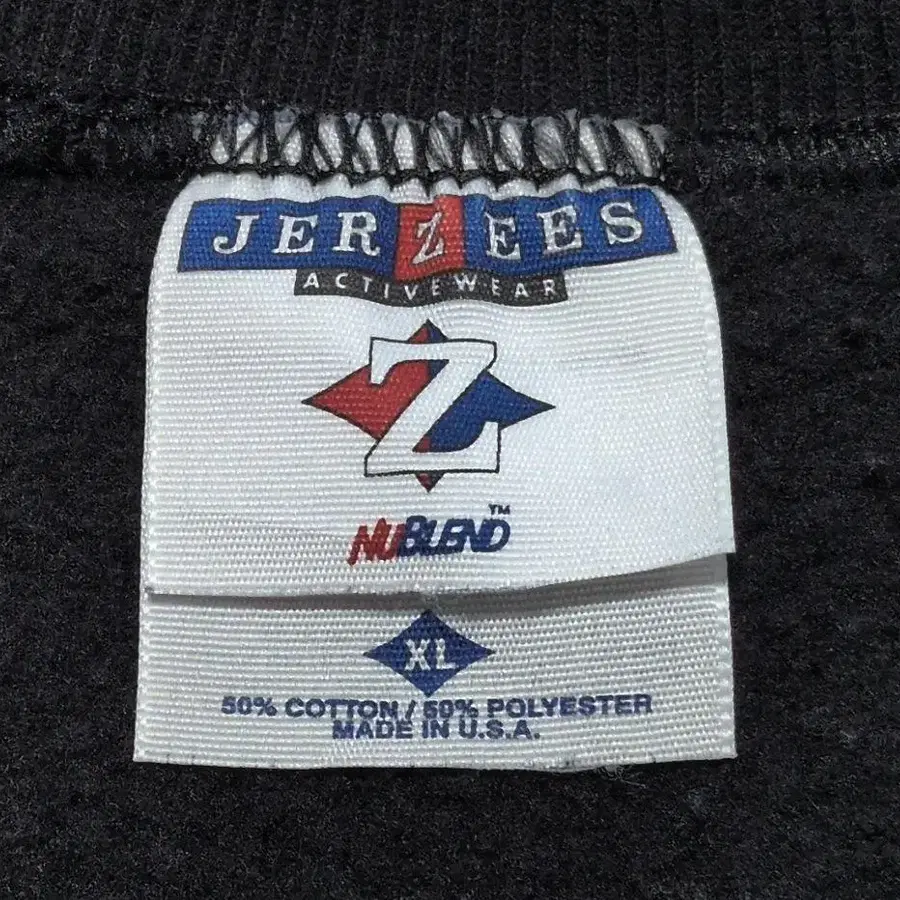 JERZEES
ACTIVEWEAR
Z
NUBLEND™
XL
50% COTTON / 50% POLYESTER
MADE IN U.S.A.